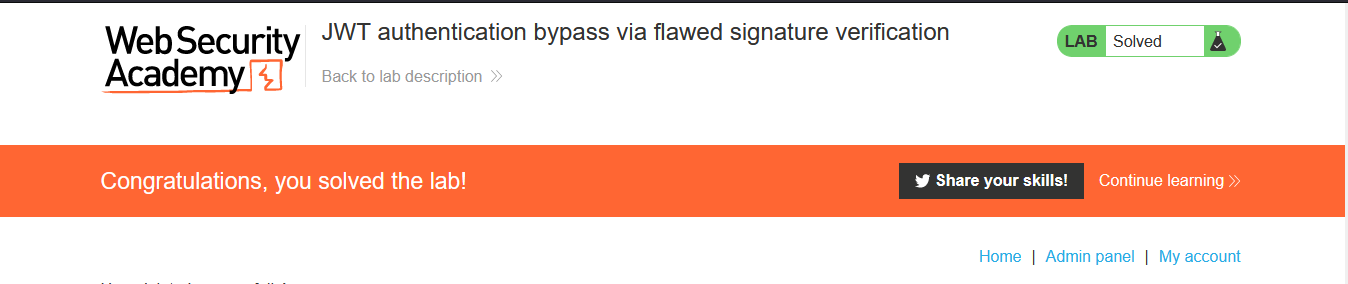 Web Security
Academy
JWT authentication bypass via flawed signature verification
Back to lab description
LAB Solved
Congratulations, you solved the lab!
Share your skills!
Continue learning
Home | Admin panel | My account